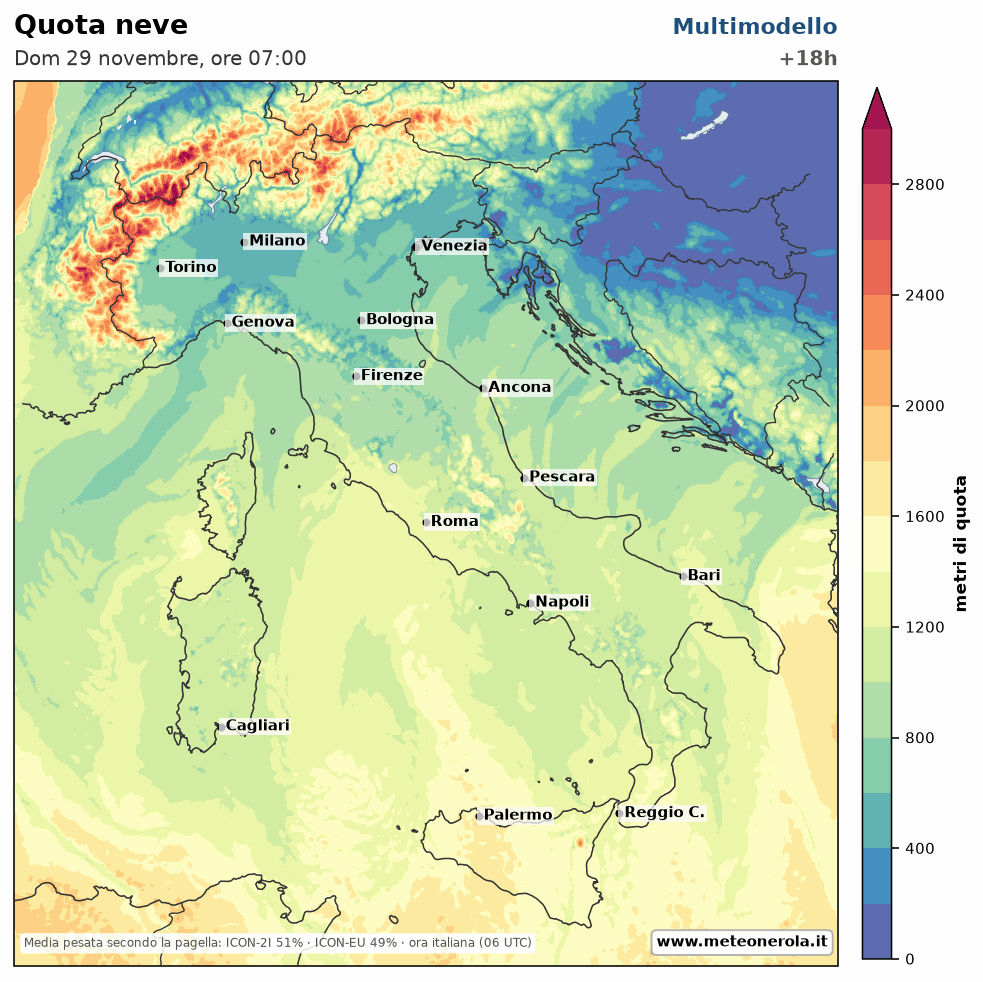 Quota neve
Multimodello
Dom 29 novembre, ore 07:00
+18h
Milano
Venezia
Torino
Genova
Bologna
Firenze
Ancona
Pescara
Roma
Bari
Napoli
Cagliari
Palermo
Reggio C.
2800
2400
2000
1600
1200
800
400
0
metri di quota
Media pesata secondo la pagella: ICON-2I 51% · ICON-EU 49% · ora italiana (06 UTC)
www.meteonerola.it